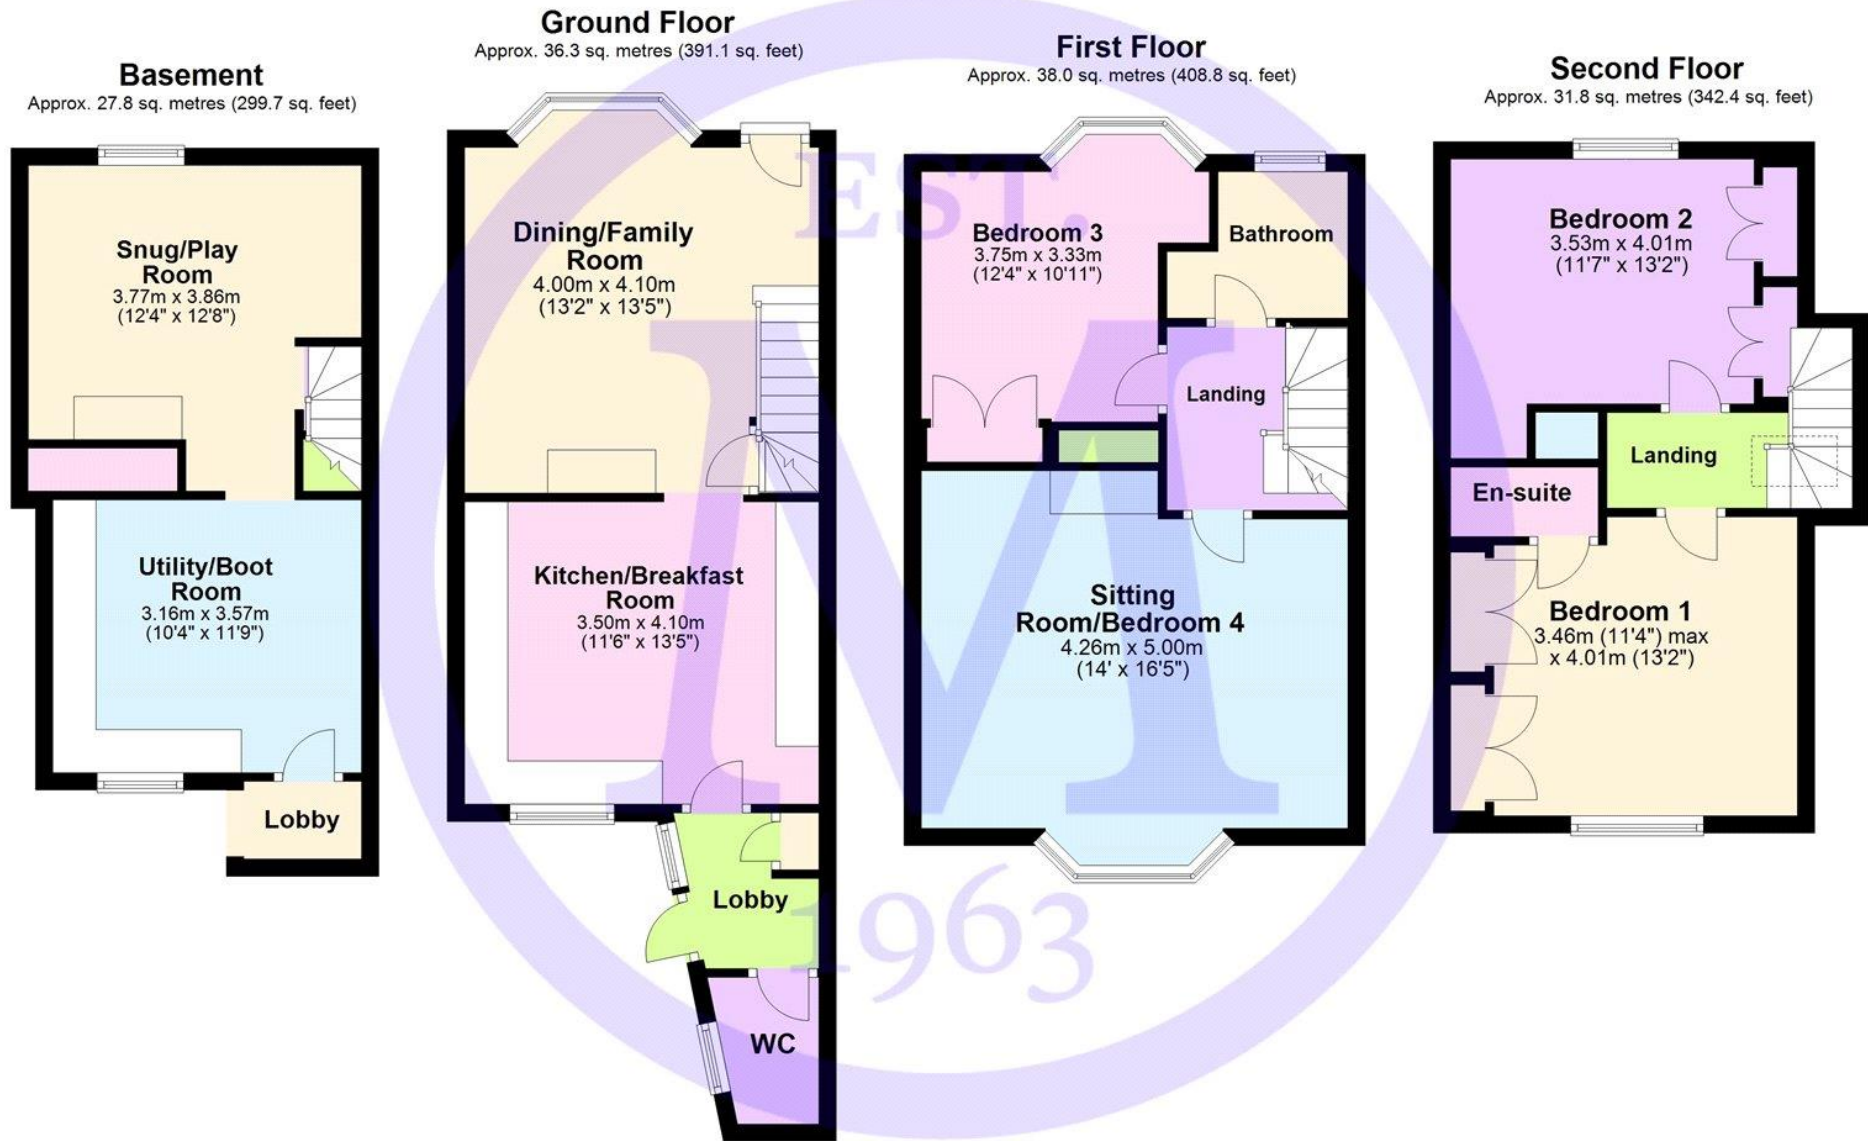 Basement
Approx. 27.8 sq. metres (299.7 sq. feet)
Snug/Play
Room
3.77m x 3.86m
(12'4" x 12'8")
Utility/Boot
Room
3.16m x 3.57m
(10'4" x 11'9")
Lobby
Ground Floor
Approx. 36.3 sq. metres (391.1 sq. feet)
Dining/Family
Room
4.00m x 4.10m
(13'2" x 13'5")
Kitchen/Breakfast
Room
3.50m x 4.10m
(11'6" x 13'5")
Lobby
WC
First Floor
Approx. 38.0 sq. metres (408.8 sq. feet)
Bedroom 3
3.75m x 3.33m
(12'4" x 10'11")
Bathroom
Landing
Sitting
Room/Bedroom 4
4.26m x 5.00m
(14' x 16'5")
Second Floor
Approx. 31.8 sq. metres (342.4 sq. feet)
Bedroom 2
3.53m x 4.01m
(11'7" x 13'2")
Landing
En-suite
Bedroom 1
3.46m (11'4") max
x 4.01m (13'2")
EST.
M
1963